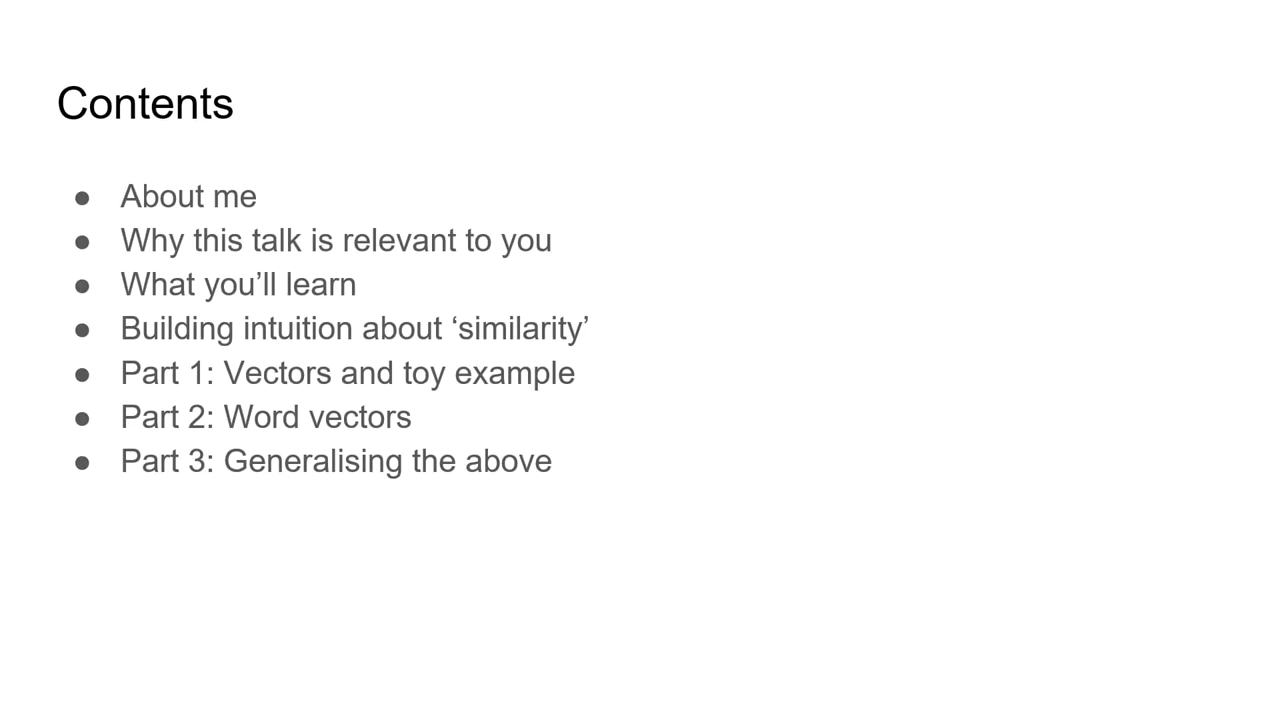 Contents
● About me
● Why this talk is relevant to you
● What you’ll learn
● Building intuition about ‘similarity’
● Part 1: Vectors and toy example
● Part 2: Word vectors
● Part 3: Generalising the above